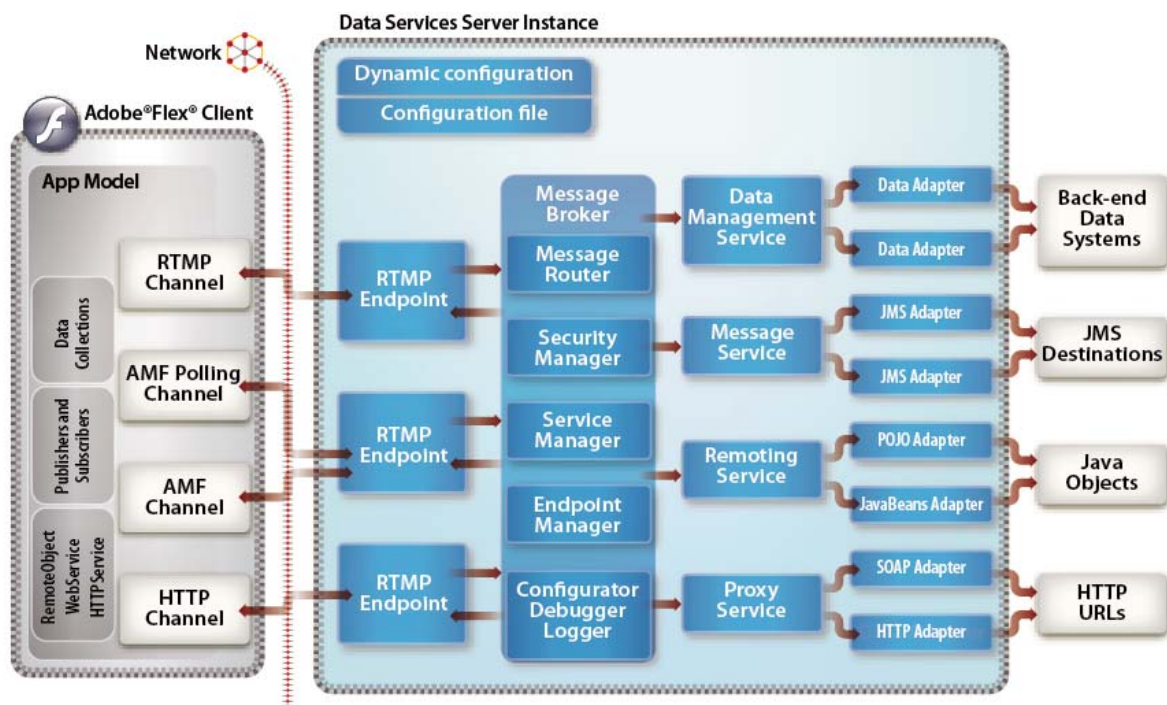 Data Services Server Instance
Network
Dynamic configuration
Configuration file
Adobe®Flex® Client
App Model
RTMP
Channel
AMF Polling
Channel
AMF
Channel
HTTP
Channel
Data
Collections
Publishers and
Subscribers
RemoteObject
WebService
HTTPService
RTMP
Endpoint
RTMP
Endpoint
RTMP
Endpoint
Message
Broker
Message
Router
Security
Manager
Service
Manager
Endpoint
Manager
Configurator
Debugger
Logger
Data
Management
Service
Message
Service
Remoting
Service
Proxy
Service
Data Adapter
Data Adapter
JMS Adapter
JMS Adapter
POJO Adapter
JavaBeans Adapter
SOAP Adapter
HTTP Adapter
Back-end
Data
Systems
JMS
Destinations
Java
Objects
HTTP
URLs